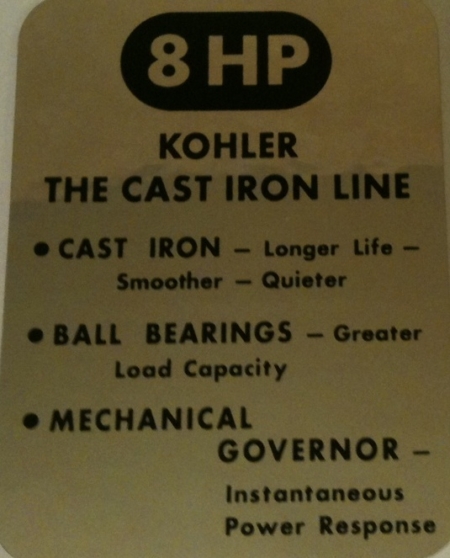 8 HP
KOHLER
THE CAST IRON LINE
● CAST IRON — Longer Life —
Smoother — Quieter
● BALL BEARINGS — Greater
Load Capacity
● MECHANICAL
GOVERNOR —
Instantaneous
Power Response